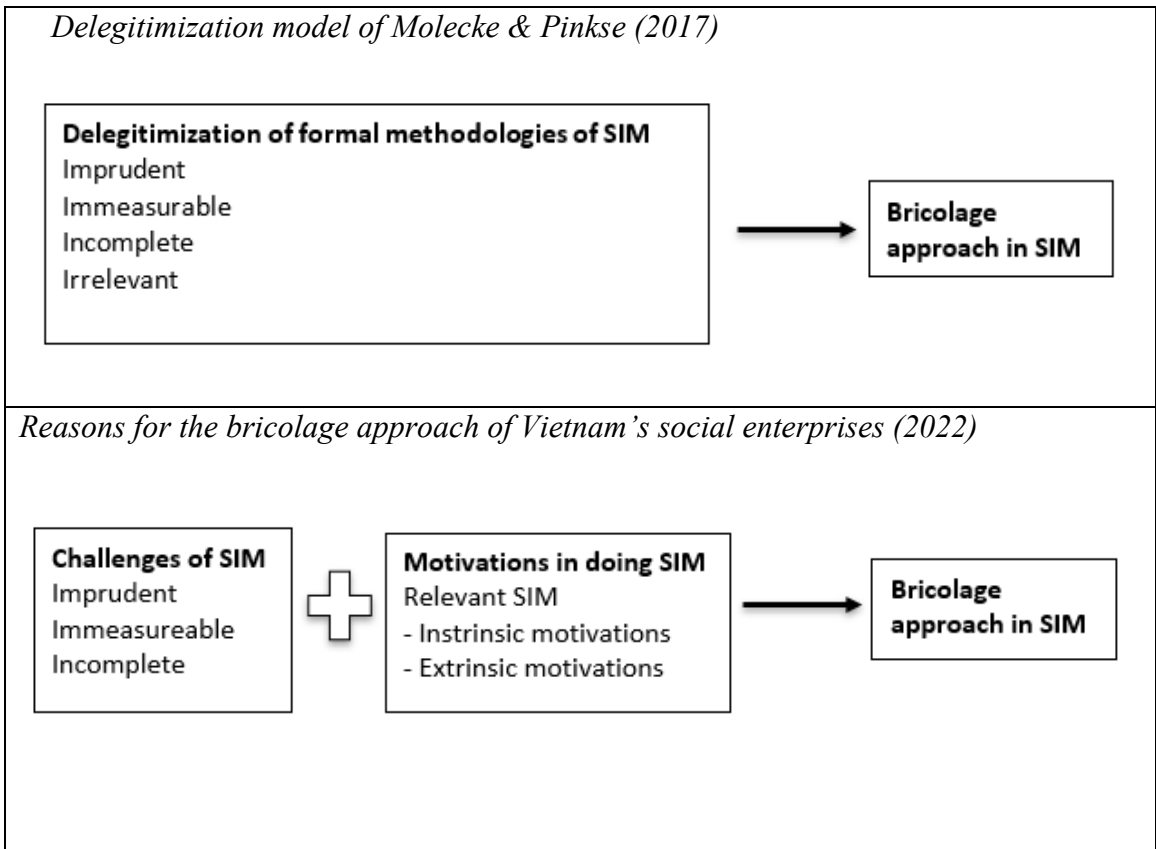 Delegitimization model of Molecke & Pinkse (2017)
Delegitimization of formal methodologies of SIM
Imprudent
Immeasurable
Incomplete
Irrelevant
Bricolage
approach in SIM
Reasons for the bricolage approach of Vietnam’s social enterprises (2022)
Challenges of SIM
Imprudent
Immeasureable
Incomplete
Motivations in doing SIM
Relevant SIM
- Instrinsic motivations
- Extrinsic motivations
Bricolage
approach in SIM